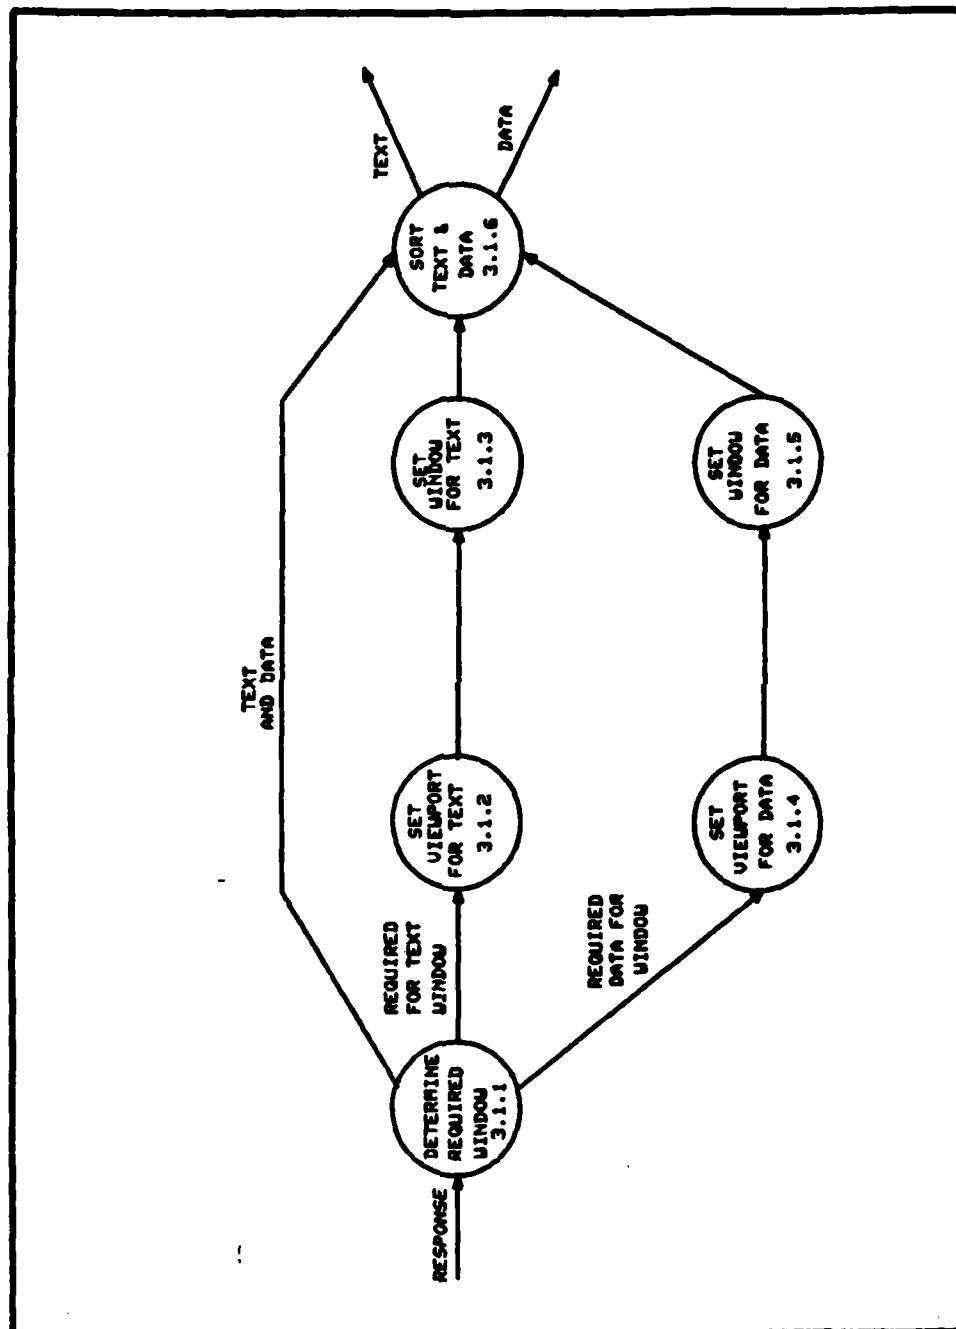 RESPONSE
DETERMINE
REQUIRED
WINDOW
3.1.1
TEXT
AND DATA
REQUIRED
FOR TEXT
WINDOW
REQUIRED
DATA FOR
WINDOW
SET
VIEWPORT
FOR TEXT
3.1.2
SET
WINDOW
FOR TEXT
3.1.3
SET
VIEWPORT
FOR DATA
3.1.4
SET
WINDOW
FOR DATA
3.1.5
SORT
TEXT &
DATA
3.1.6
TEXT
DATA